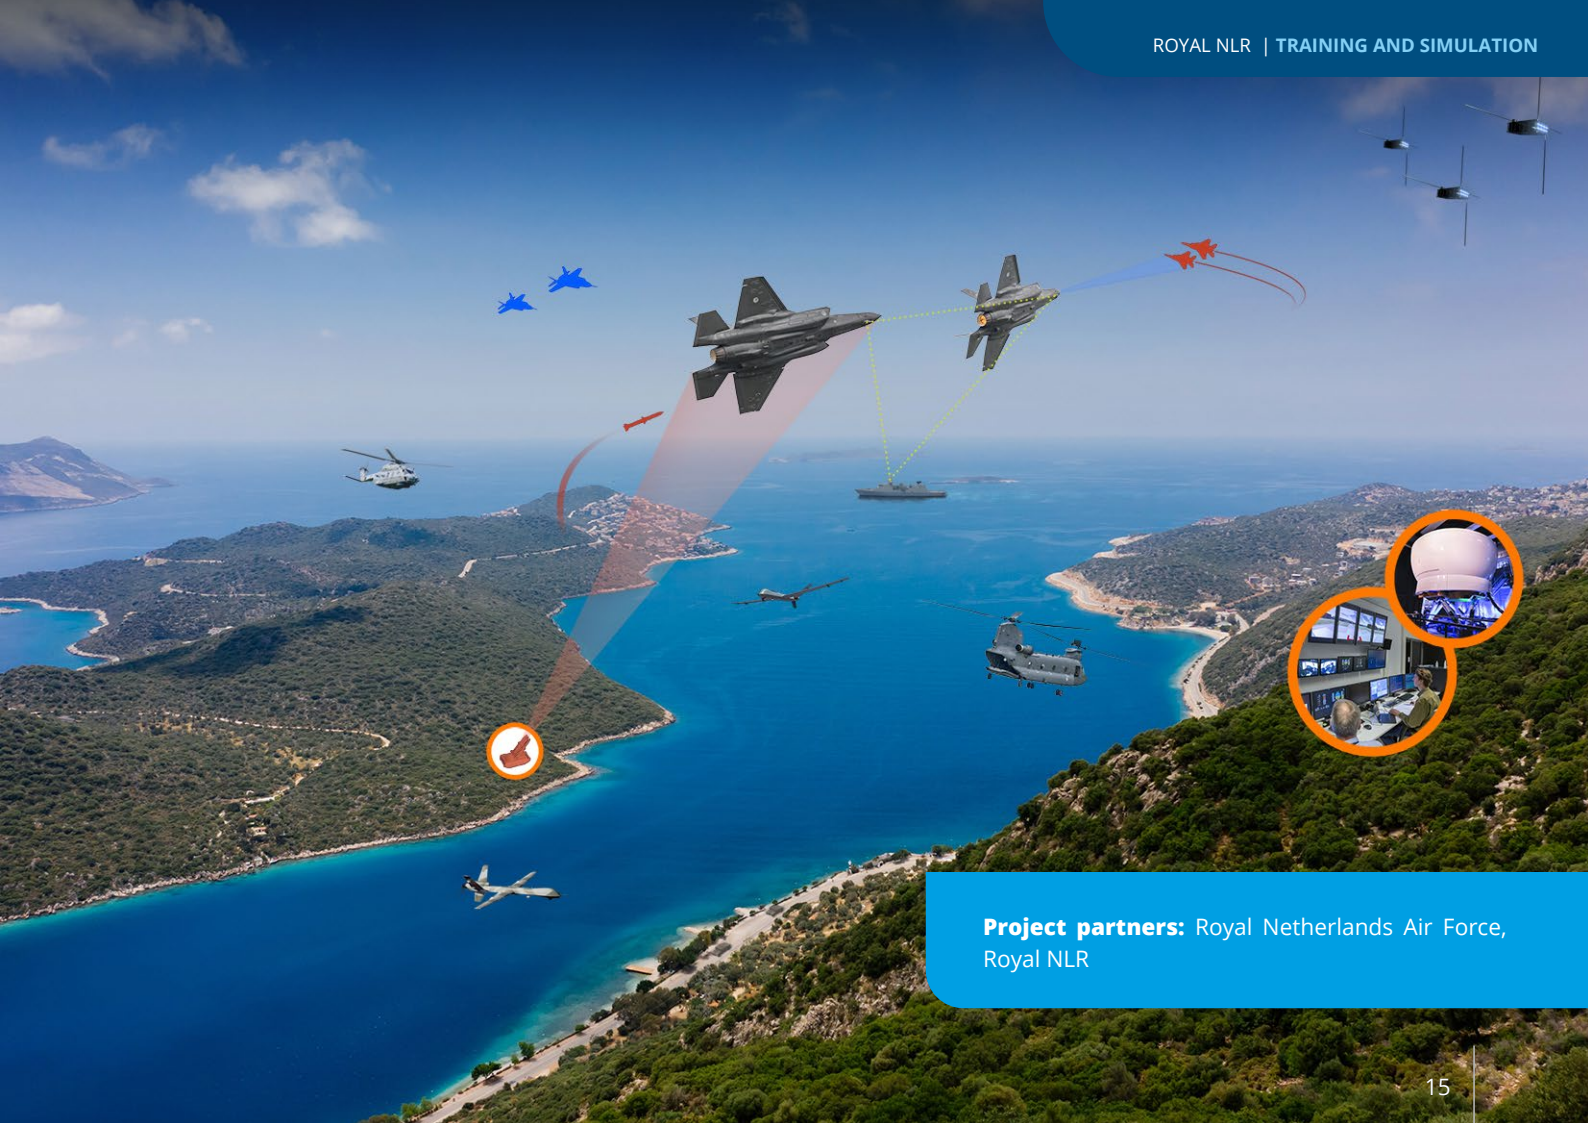 ROYAL NLR | TRAINING AND SIMULATION
Project partners: Royal Netherlands Air Force,
Royal NLR
15